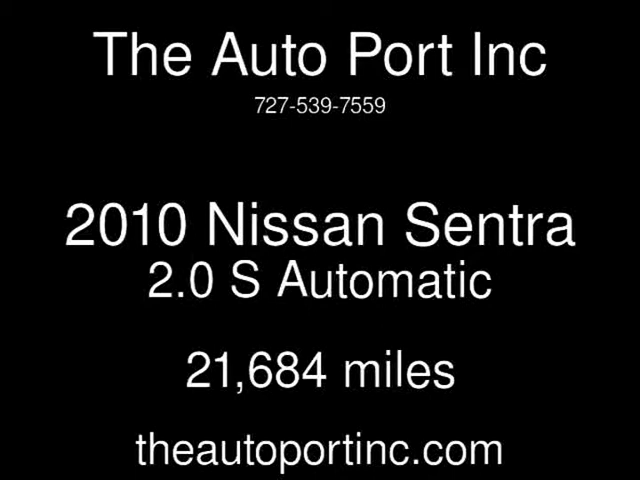 The Auto Port Inc
727-539-7559
2010 Nissan Sentra
2.0 S Automatic
21,684 miles
theautoportinc.com